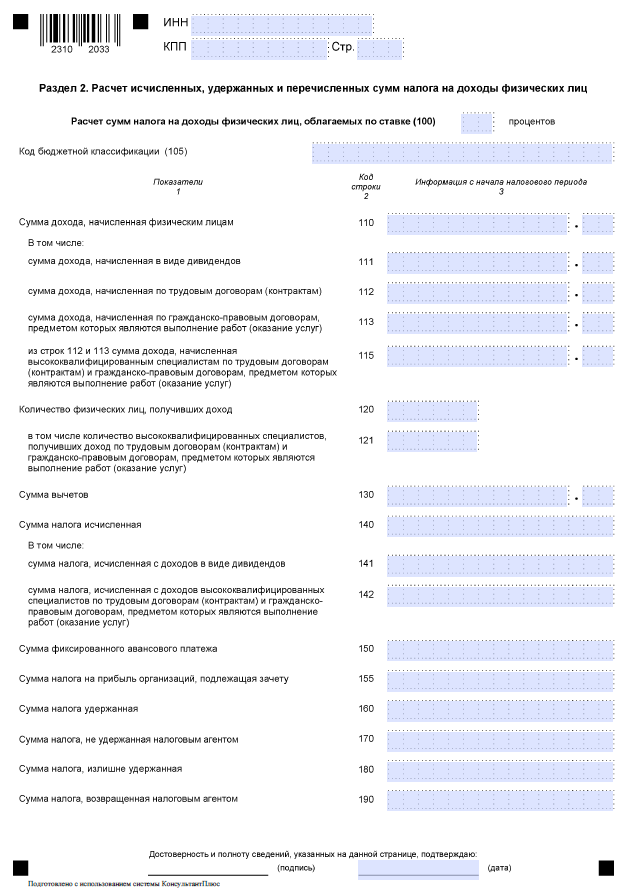 ИНН
2310 2033
КПП Стр.
Раздел 2. Расчет исчисленных, удержанных и перечисленных сумм налога на доходы физических лиц
Расчет сумм налога на доходы физических лиц, облагаемых по ставке (100) процентов
Код бюджетной классификации (105)
Показатели
1
Код
строки
2
Информация с начала налогового периода
3
Сумма дохода, начисленная физическим лицам 110 .
В том числе:
сумма дохода, начисленная в виде дивидендов 111 .
сумма дохода, начисленная по трудовым договорам (контрактам) 112 .
сумма дохода, начисленная по гражданско-правовым договорам, 113 .
предметом которых являются выполнение работ (оказание услуг)
из строк 112 и 113 сумма дохода, начисленная 115 .
высококвалифицированным специалистам по трудовым договорам
(контрактам) и гражданско-правовым договорам, предметом которых
являются выполнение работ (оказание услуг)
Количество физических лиц, получивших доход 120
в том числе количество высококвалифицированных специалистов, 121
получивших доход по трудовым договорам (контрактам) и
гражданско-правовым договорам, предметом которых являются
выполнение работ (оказание услуг)
Сумма вычетов 130 .
Сумма налога исчисленная 140
В том числе:
сумма налога, исчисленная с доходов в виде дивидендов 141
сумма налога, исчисленная с доходов высококвалифицированных 142
специалистов по трудовым договорам (контрактам) и гражданско-
правовым договорам, предметом которых являются выполнение
работ (оказание услуг)
Сумма фиксированного авансового платежа 150
Сумма налога на прибыль организаций, подлежащая зачету 155
Сумма налога удержанная 160
Сумма налога, не удержанная налоговым агентом 170
Сумма налога, излишне удержанная 180
Сумма налога, возвращенная налоговым агентом 190
Достоверность и полноту сведений, указанных на данной странице, подтверждаю:
(подпись) (дата)
Подготовлено с использованием системы КонсультантПлюс